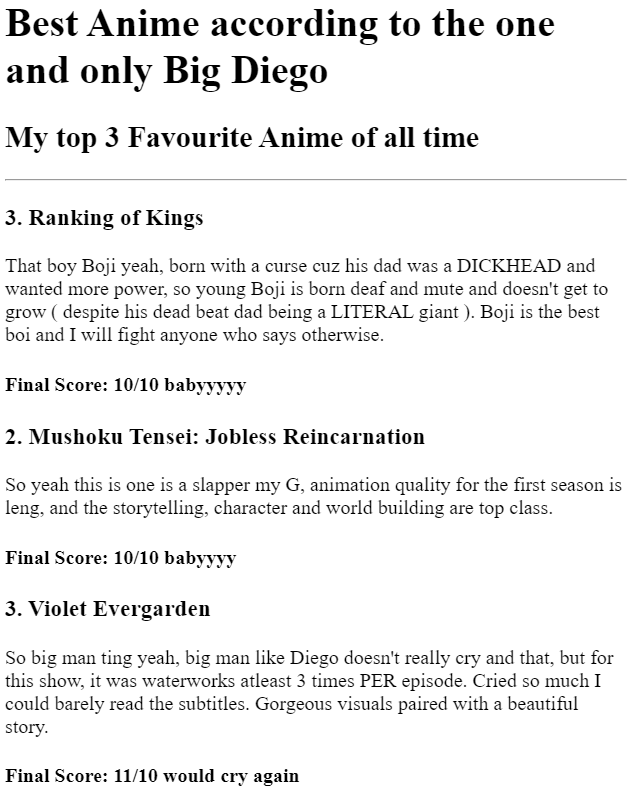 Best Anime according to the one
and only Big Diego
My top 3 Favourite Anime of all time
3. Ranking of Kings
That boy Boji yeah, born with a curse cuz his dad was a DICKHEAD and
wanted more power, so young Boji is born deaf and mute and doesn't get to
grow ( despite his dead beat dad being a LITERAL giant ). Boji is the best
boi and I will fight anyone who says otherwise.
Final Score: 10/10 babyyyyy
2. Mushoku Tensei: Jobless Reincarnation
So yeah this is one is a slapper my G, animation quality for the first season is
leng, and the storytelling, character and world building are top class.
Final Score: 10/10 babyyyy
3. Violet Evergarden
So big man ting yeah, big man like Diego doesn't really cry and that, but for
this show, it was waterworks atleast 3 times PER episode. Cried so much I
could barely read the subtitles. Gorgeous visuals paired with a beautiful
story.
Final Score: 11/10 would cry again